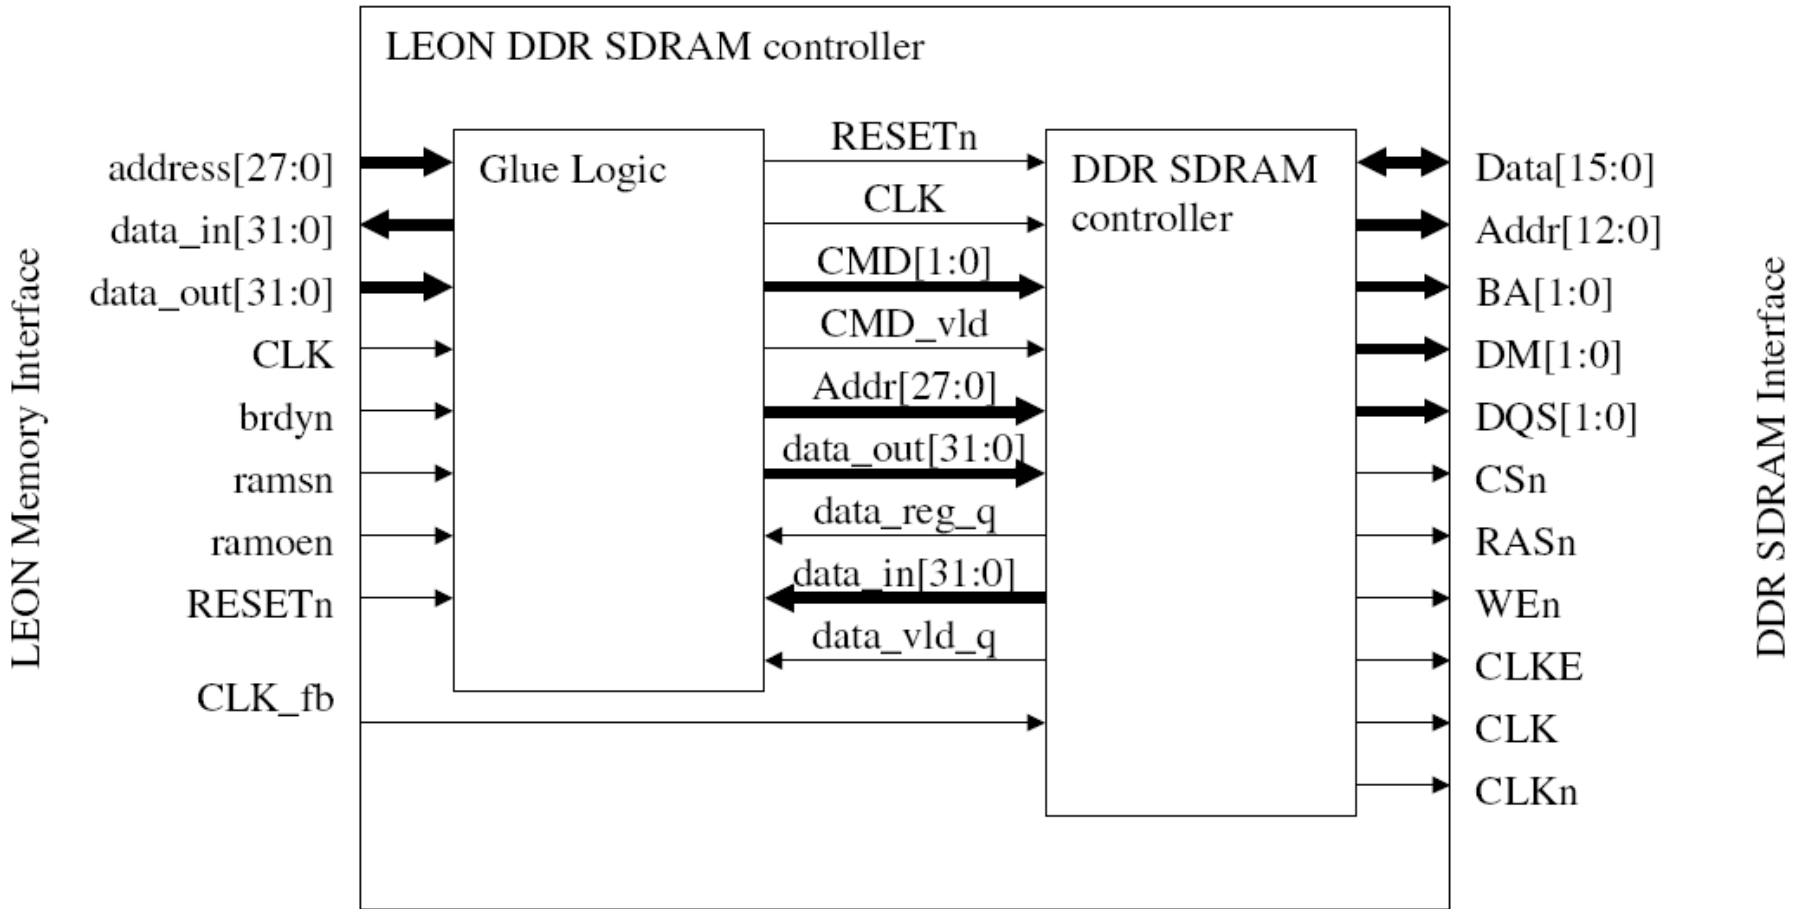 LEON DDR SDRAM controller
LEON Memory Interface
address[27:0]
data_in[31:0]
data_out[31:0]
CLK
brdyn
ramsn
ramoen
RESETn
CLK_fb
Glue Logic
RESETn
CLK
CMD[1:0]
CMD_vld
Addr[27:0]
data_out[31:0]
data_reg_q
data_in[31:0]
data_vld_q
DDR SDRAM
controller
Data[15:0]
Addr[12:0]
BA[1:0]
DM[1:0]
DQS[1:0]
CSn
RASn
WEn
CLKE
CLK
CLKn
DDR SDRAM Interface